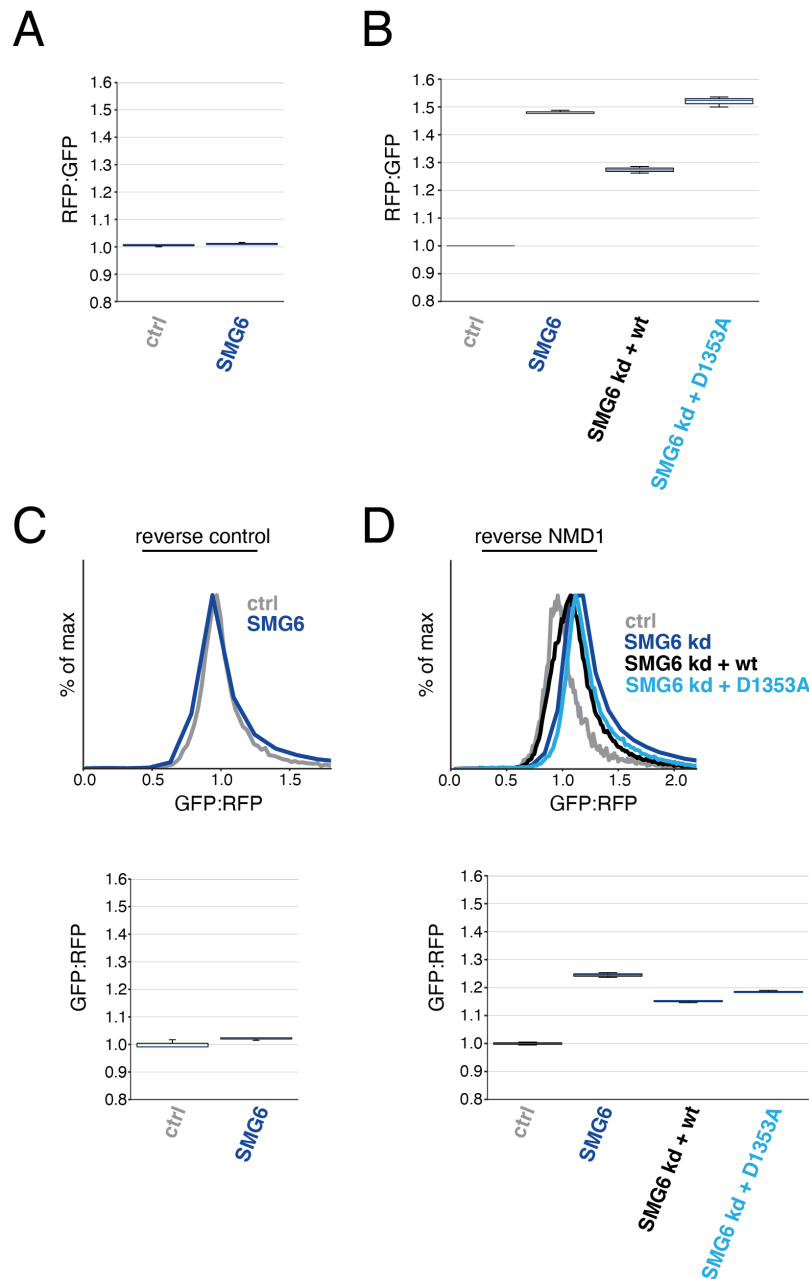 A
B
1.6
1.5
1.4
1.3
1.2
1.1
1.0
0.9
0.8
RFP:GFP
ctrl
SMG6
1.6
1.5
1.4
1.3
1.2
1.1
1.0
0.9
0.8
RFP:GFP
ctrl
SMG6
SMG6 kd + wt
SMG6 kd + D1353A
C
D
reverse control
% of max
ctrl
SMG6
0.0 0.5 1.0 1.5
GFP:RFP
reverse NMD1
% of max
ctrl
SMG6 kd
SMG6 kd + wt
SMG6 kd + D1353A
0.0 0.5 1.0 1.5 2.0
GFP:RFP
1.6
1.5
1.4
1.3
1.2
1.1
1.0
0.9
0.8
GFP:RFP
ctrl
SMG6
1.6
1.5
1.4
1.3
1.2
1.1
1.0
0.9
0.8
GFP:RFP
ctrl
SMG6
SMG6 kd + wt
SMG6 kd + D1353A